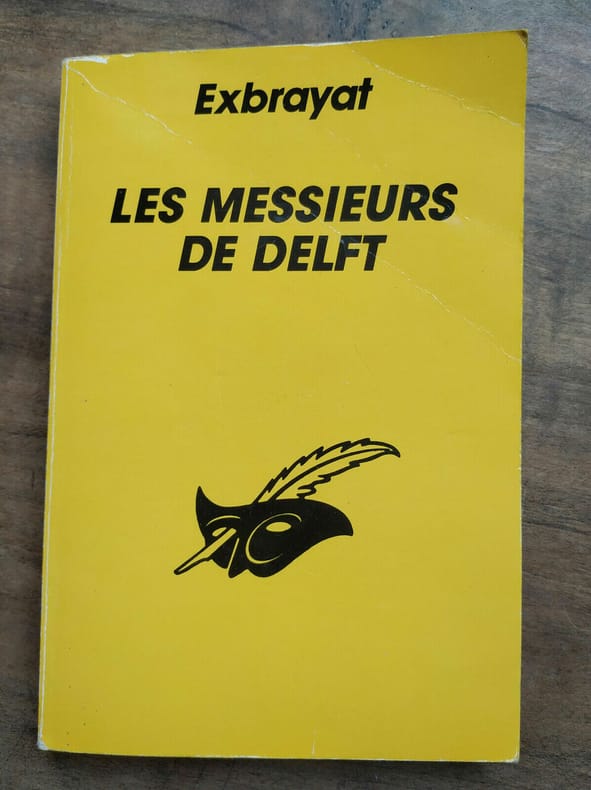 Exbrayat
LES MESSIEURS
DE DELFT